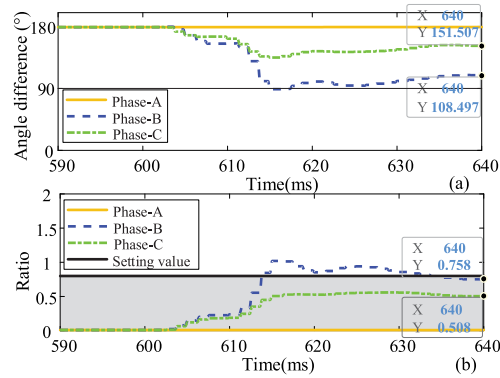 Angle difference (°)
180
90
0
Phase-A
Phase-B
Phase-C
X 640
Y 151.507
X 640
Y 108.497
590 600 610 620 630 640
Time(ms)
(a)
Ratio
2
1.5
1
0.5
0
Phase-A
Phase-B
Phase-C
Setting value
X 640
Y 0.758
X 640
Y 0.508
590 600 610 620 630 640
Time(ms)
(b)